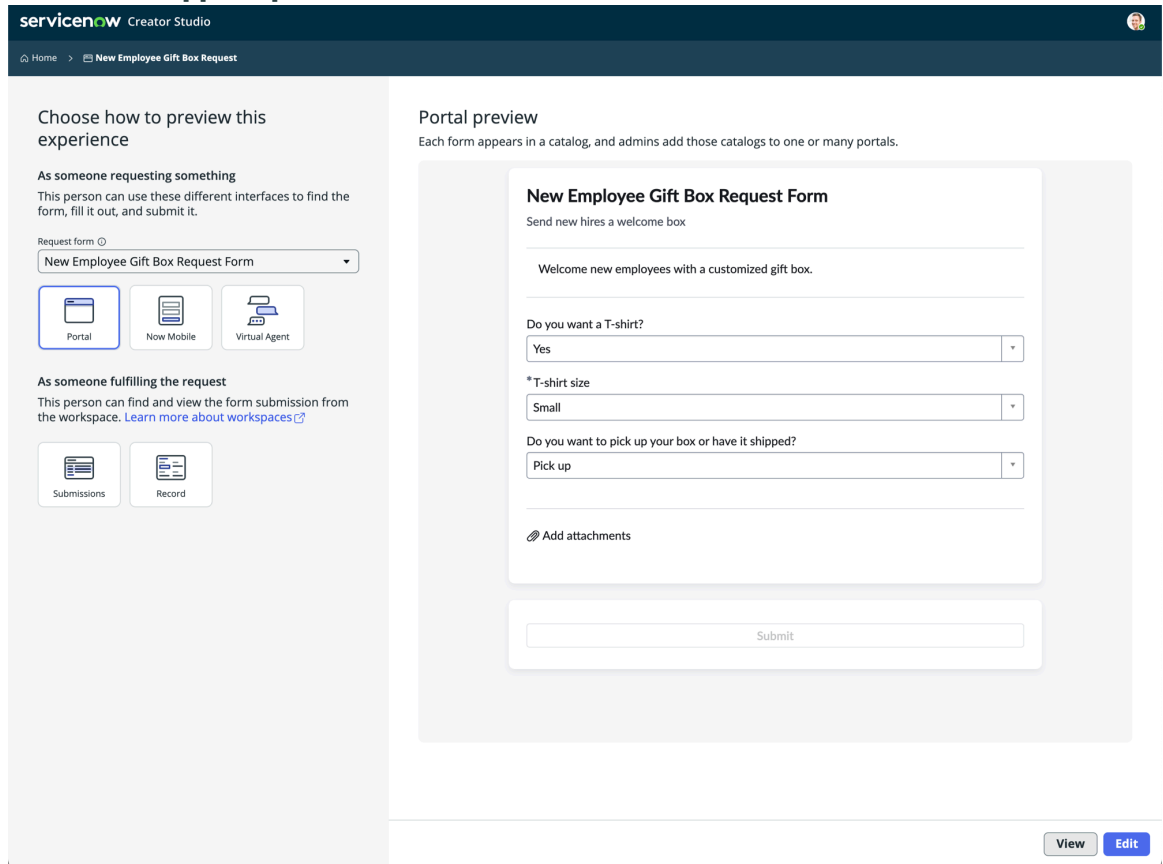 servicenow Creator Studio
Home > New Employee Gift Box Request
Choose how to preview this
experience
As someone requesting something
This person can use these different interfaces to find the
form, fill it out, and submit it.
Request form
New Employee Gift Box Request Form
Portal
Now Mobile
Virtual Agent
As someone fulfilling the request
This person can find and view the form submission from
the workspace. Learn more about workspaces
Submissions
Record
Portal preview
Each form appears in a catalog, and admins add those catalogs to one or many portals.
New Employee Gift Box Request Form
Send new hires a welcome box
Welcome new employees with a customized gift box.
Do you want a T-shirt?
Yes
*T-shirt size
Small
Do you want to pick up your box or have it shipped?
Pick up
Add attachments
Submit
View
Edit